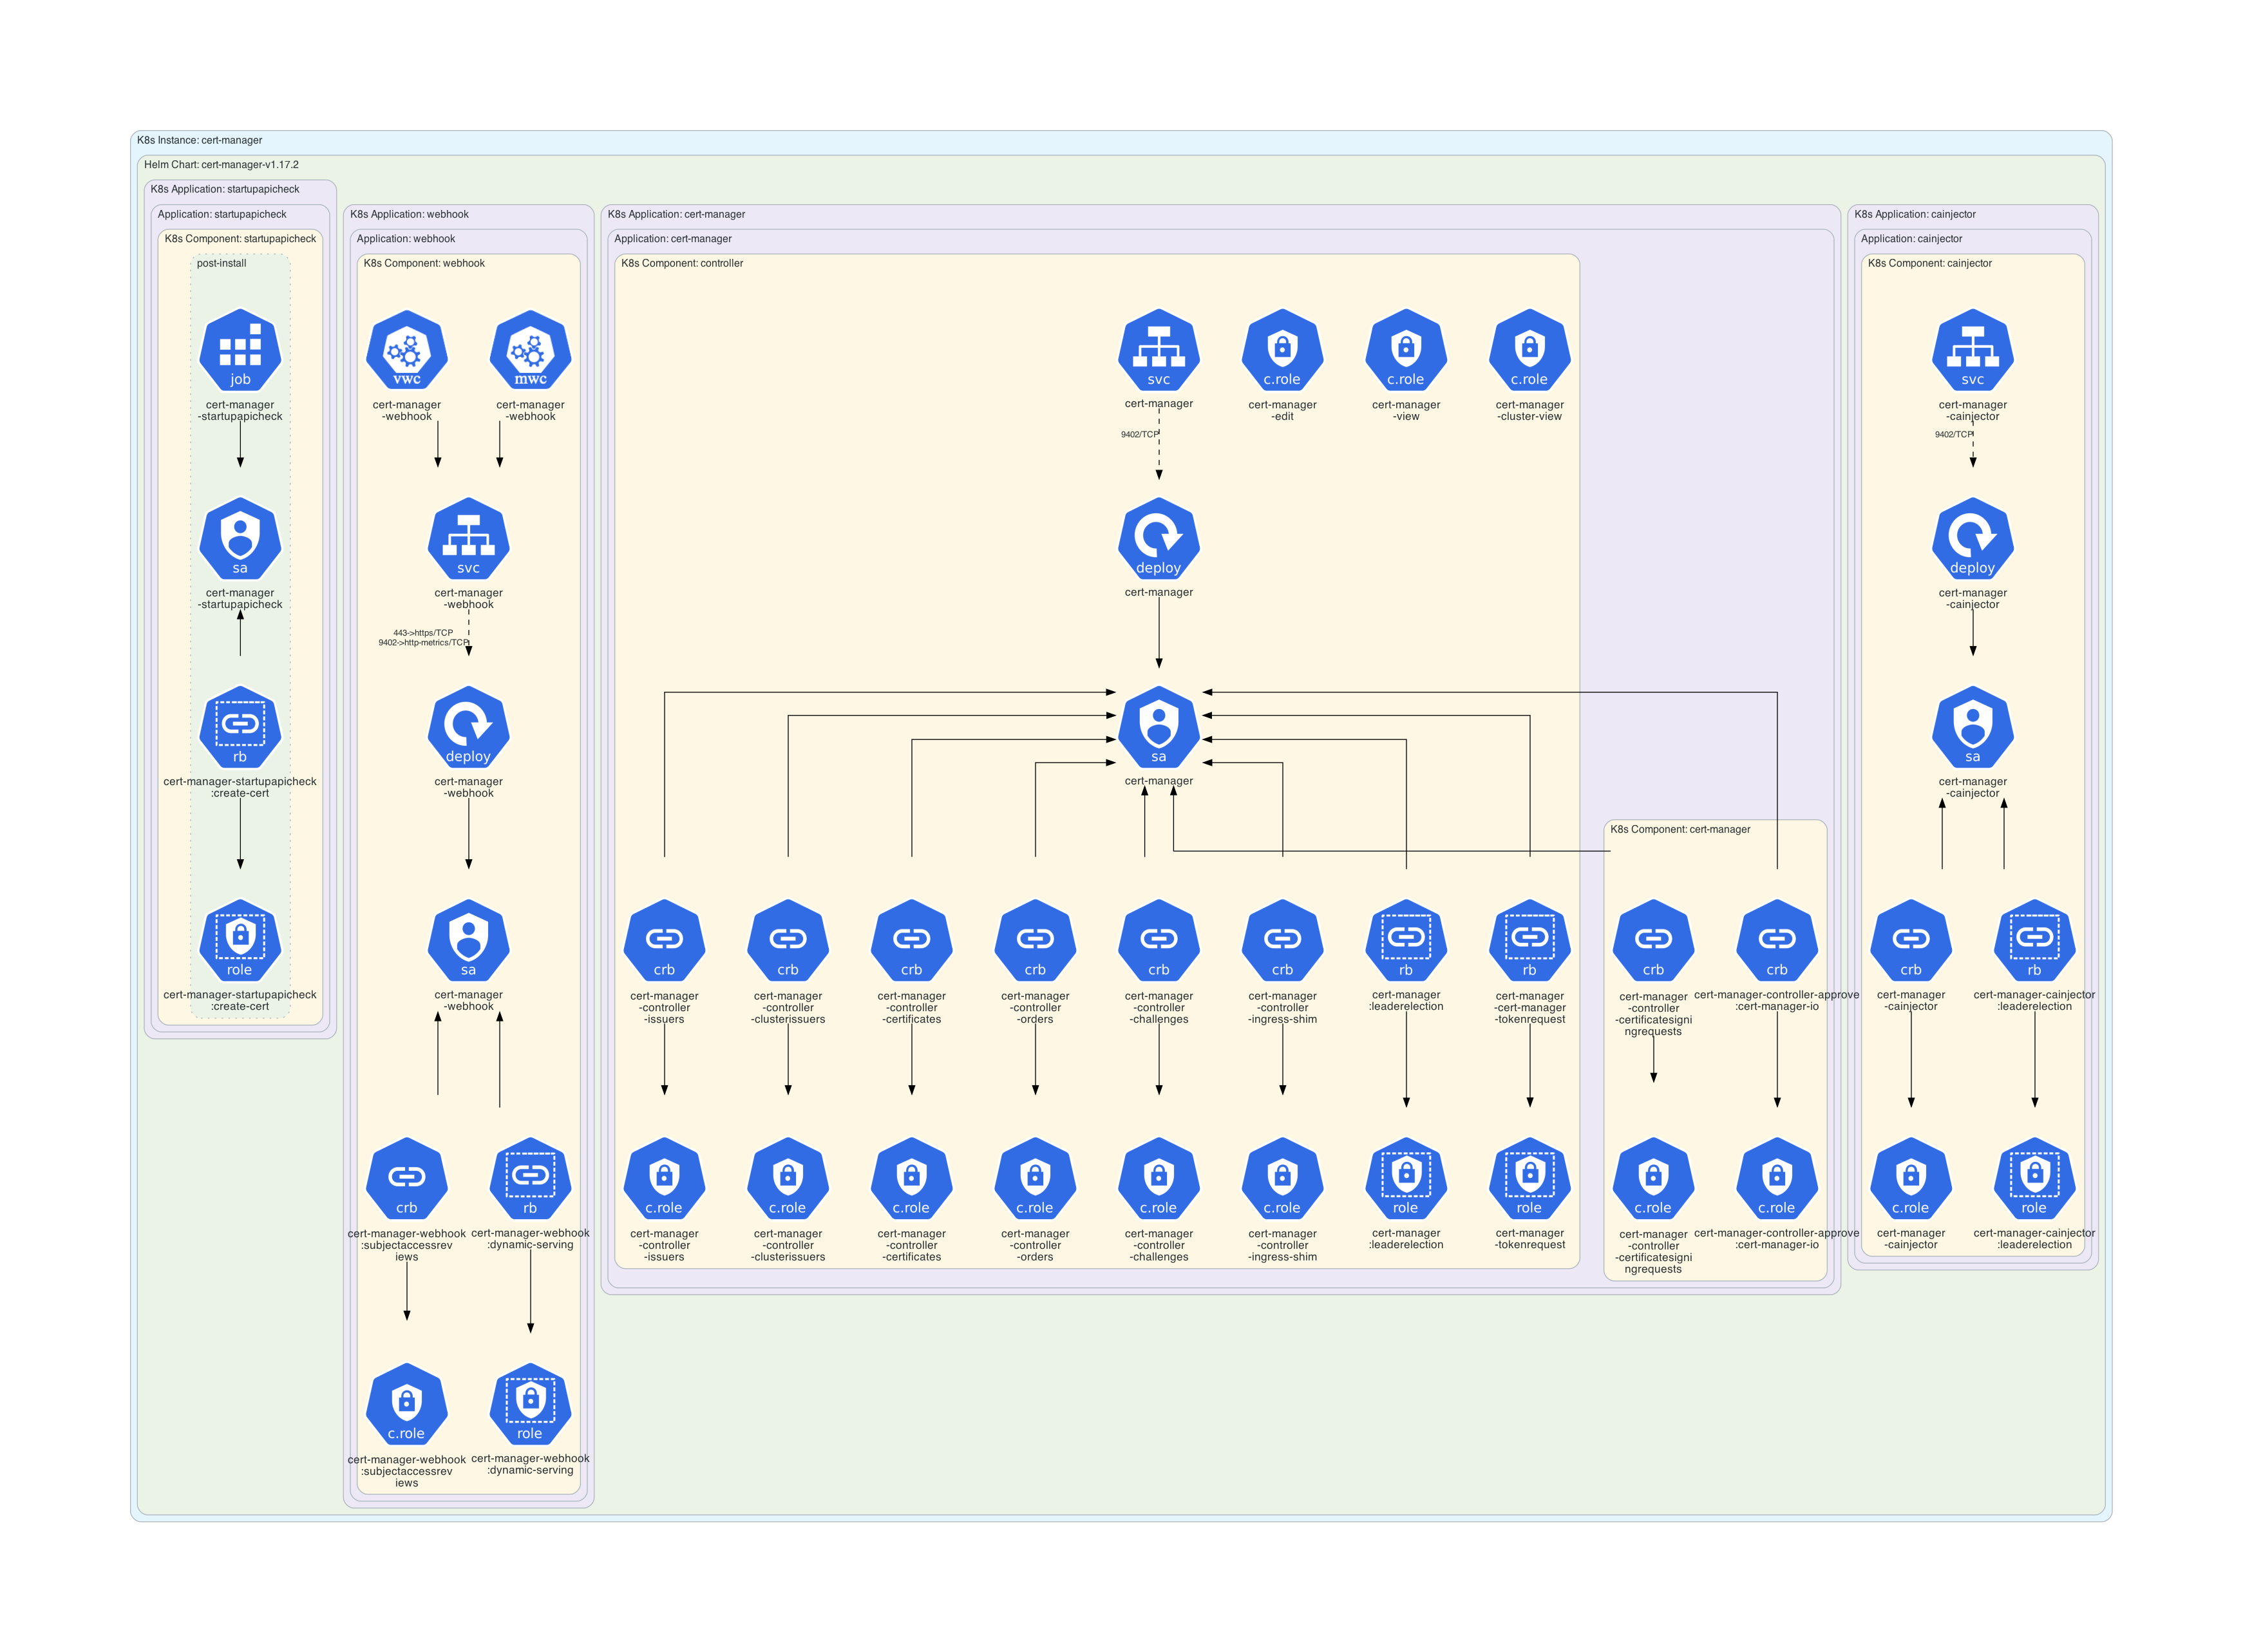 K8s Instance: cert-manager
Helm Chart: cert-manager-v1.17.2
K8s Application: startupapicheck
Application: startupapicheck
K8s Component: startupapicheck
post-install
job
cert-manager
-startupapicheck
sa
cert-manager
-startupapicheck
rb
cert-manager-startupapicheck
:create-cert
role
cert-manager-startupapicheck
:create-cert
K8s Application: webhook
Application: webhook
K8s Component: webhook
vwc
cert-manager
-webhook
mwc
cert-manager
-webhook
svc
cert-manager
-webhook
443->https/TCP
9402->http-metrics/TCP
deploy
cert-manager
-webhook
sa
cert-manager
-webhook
crb
cert-manager-webhook
:subjectaccessrev
iews
rb
cert-manager-webhook
:dynamic-serving
c.role
cert-manager-webhook
:subjectaccessrev
iews
role
cert-manager-webhook
:dynamic-serving
K8s Application: cert-manager
Application: cert-manager
K8s Component: controller
svc
cert-manager
c.role
cert-manager
-edit
c.role
cert-manager
-view
c.role
cert-manager
-cluster-view
9402/TCP
deploy
cert-manager
sa
cert-manager
crb
cert-manager
-controller
-issuers
crb
cert-manager
-controller
-clusterissuers
crb
cert-manager
-controller
-certificates
crb
cert-manager
-controller
-orders
crb
cert-manager
-controller
-challenges
crb
cert-manager
-controller
-ingress-shim
rb
cert-manager
:leaderelection
rb
cert-manager
-cert-manager
-tokenrequest
c.role
cert-manager
-controller
-issuers
c.role
cert-manager
-controller
-clusterissuers
c.role
cert-manager
-controller
-certificates
c.role
cert-manager
-controller
-orders
c.role
cert-manager
-controller
-challenges
c.role
cert-manager
-controller
-ingress-shim
role
cert-manager
:leaderelection
role
cert-manager
-tokenrequest
K8s Component: cert-manager
crb
cert-manager
-controller
-certificatesigni
ngrequests
crb
cert-manager-controller-approve
:cert-manager-io
c.role
cert-manager
-controller
-certificatesigni
ngrequests
c.role
cert-manager-controller-approve
:cert-manager-io
K8s Application: cainjector
Application: cainjector
K8s Component: cainjector
svc
cert-manager
-cainjector
9402/TCP
deploy
cert-manager
-cainjector
sa
cert-manager
-cainjector
crb
cert-manager
-cainjector
rb
cert-manager-cainjector
:leaderelection
c.role
cert-manager
-cainjector
role
cert-manager-cainjector
:leaderelection